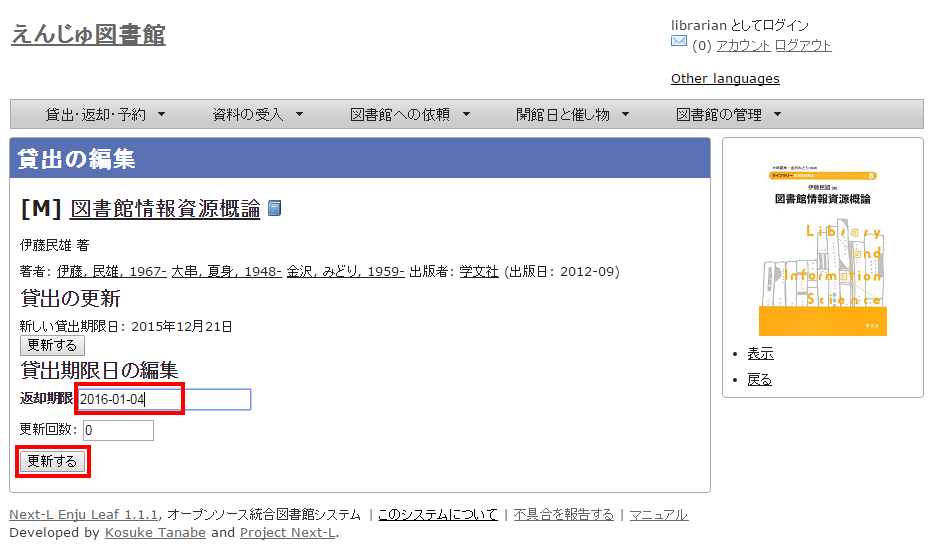 えんじゅ図書館
librarian としてログイン
(0) アカウント ログアウト
Other languages
貸出・返却・予約 ▼ 資料の受入 ▼ 図書館への依頼 ▼ 開館日と催し物 ▼ 図書館の管理 ▼
貸出の編集
[M] 図書館情報資源概論
伊藤民雄 著
著者: 伊藤, 民雄, 1967- 大串, 夏身, 1948- 金沢, みどり, 1959- 出版者: 学文社 (出版日: 2012-09)
貸出の更新
新しい貸出期限日: 2015年12月21日
更新する
貸出期限日の編集
返却期限 2016-01-04
更新回数: 0
更新する
ライブラリー 8
伊藤民雄
図書館情報資源概論
Library
and
Information
Science
学文社
• 表示
• 戻る
Next-L Enju Leaf 1.1.1, オープンソース統合図書館システム | このシステムについて | 不具合を報告する | マニュアル
Developed by Kosuke Tanabe and Project Next-L.